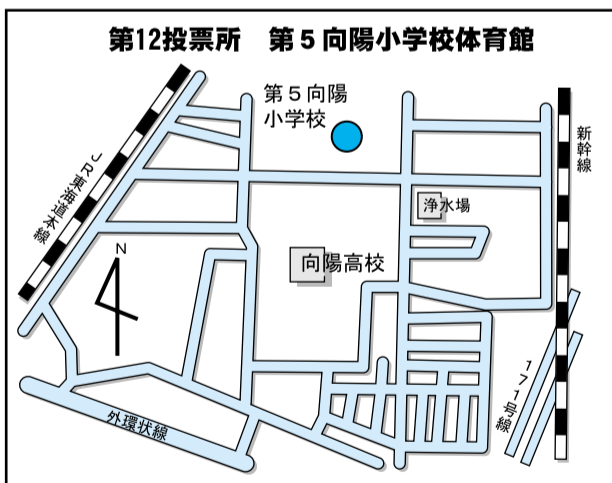 第12投票所　第５向陽小学校体育館
第５向陽
小学校
新幹線
ＪＲ東海道本線
浄水場
N
向陽高校
171号線
外環状線